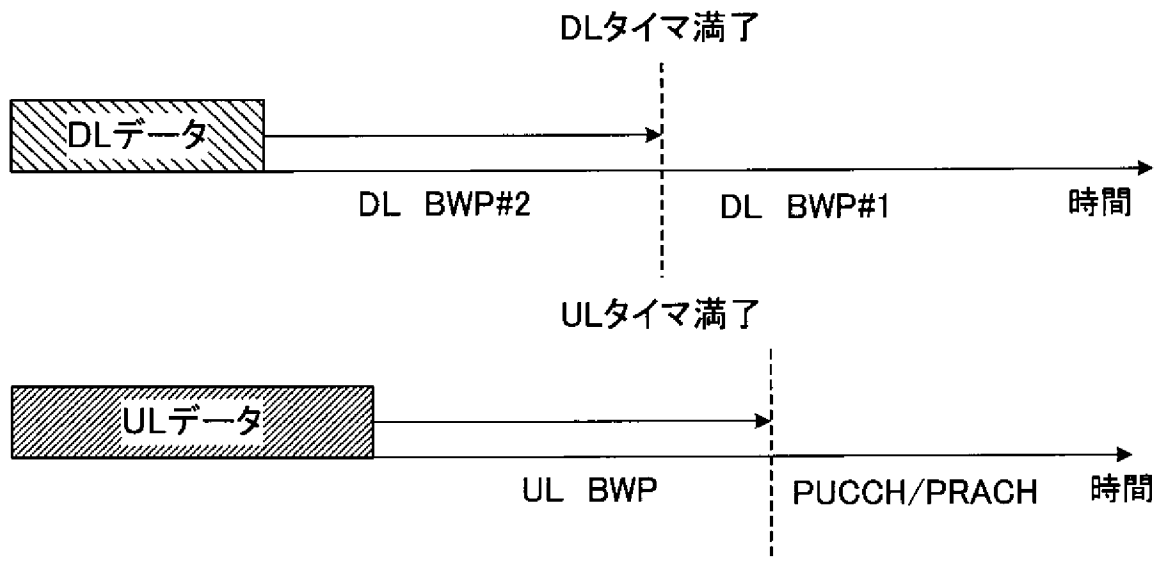 DLタイマ満了
DLデータ
DL BWP#2
DL BWP#1
時間
ULタイマ満了
ULデータ
UL BWP
PUCCH/PRACH
時間